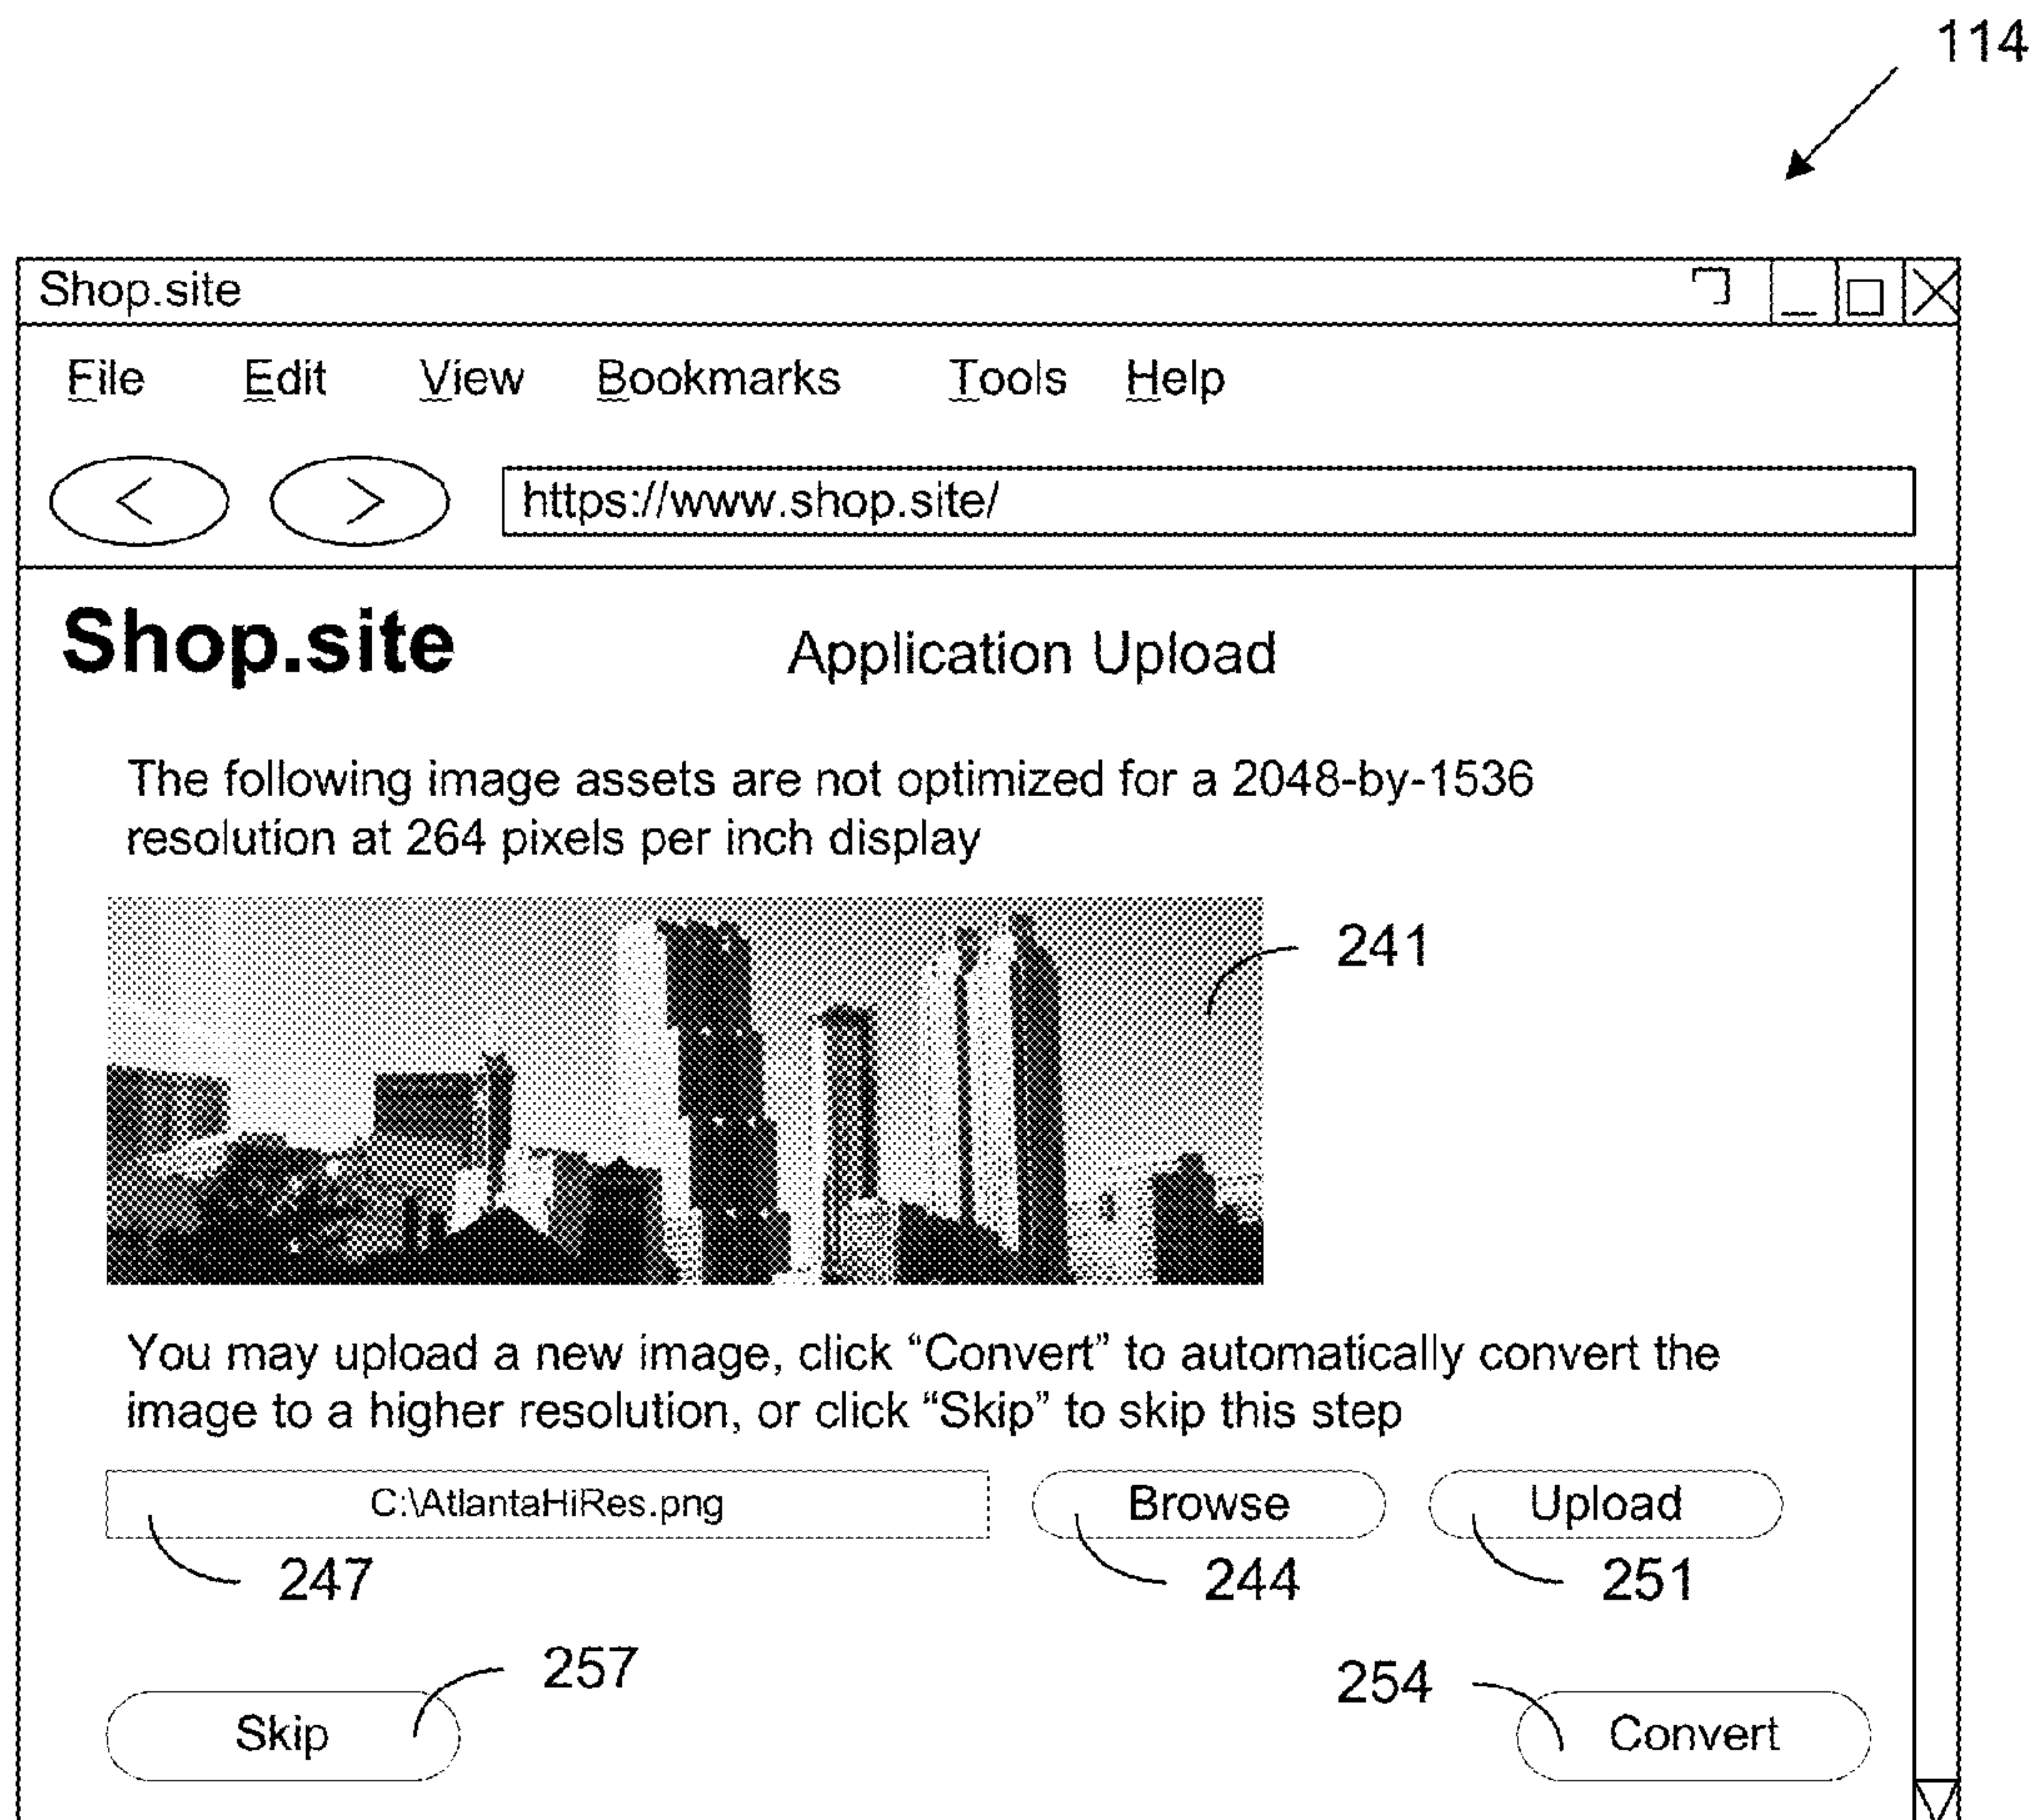 114
Shop.site
File Edit View Bookmarks Tools Help
< > https://www.shop.site/
Shop.site Application Upload
The following image assets are not optimized for a 2048-by-1536
resolution at 264 pixels per inch display
241
You may upload a new image, click “Convert” to automatically convert the
image to a higher resolution, or click “Skip” to skip this step
C:\AtlantaHiRes.png Browse Upload
247 244 251
257 254
Skip Convert